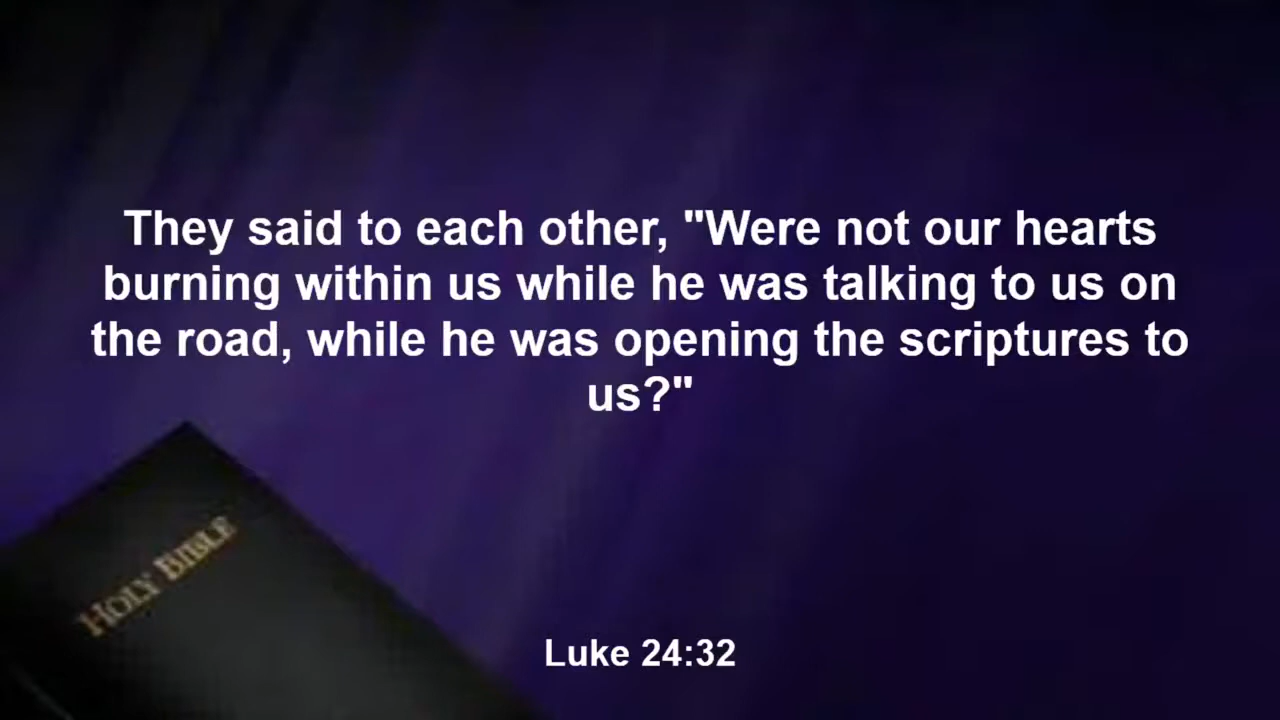 They said to each other, "Were not our hearts
burning within us while he was talking to us on
the road, while he was opening the scriptures to
us?"
HOLY BIBLE
Luke 24:32